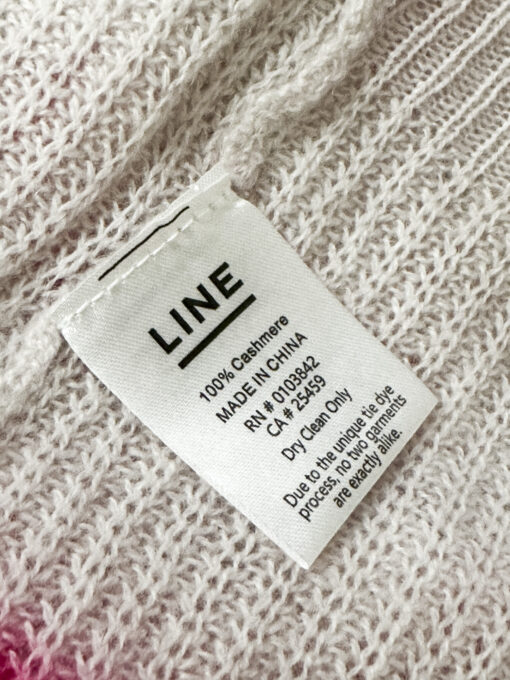 LINE
100% Cashmere
MADE IN CHINA
RN # 0103842
CA # 25459
Dry Clean Only
Due to the unique tie dye
process, no two garments
are exactly alike.